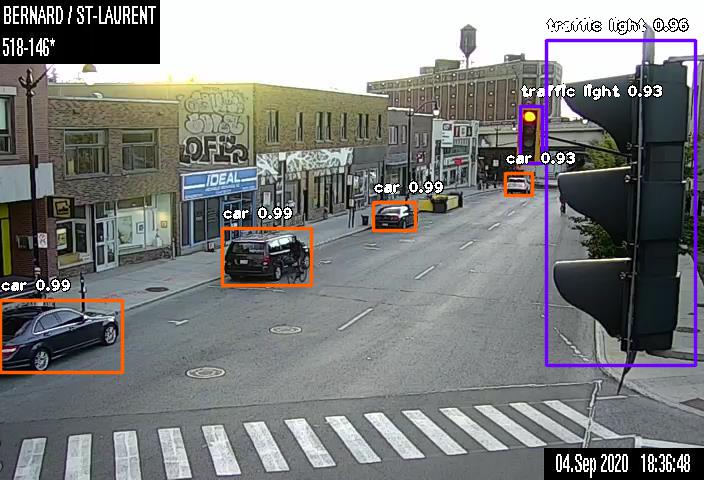 BERNARD / ST-LAURENT
518-146*
traffic light 0.96
traffic light 0.93
car 0.93
car 0.99
car 0.99
car 0.99
IDEAL
04.Sep 2020 18:36:48